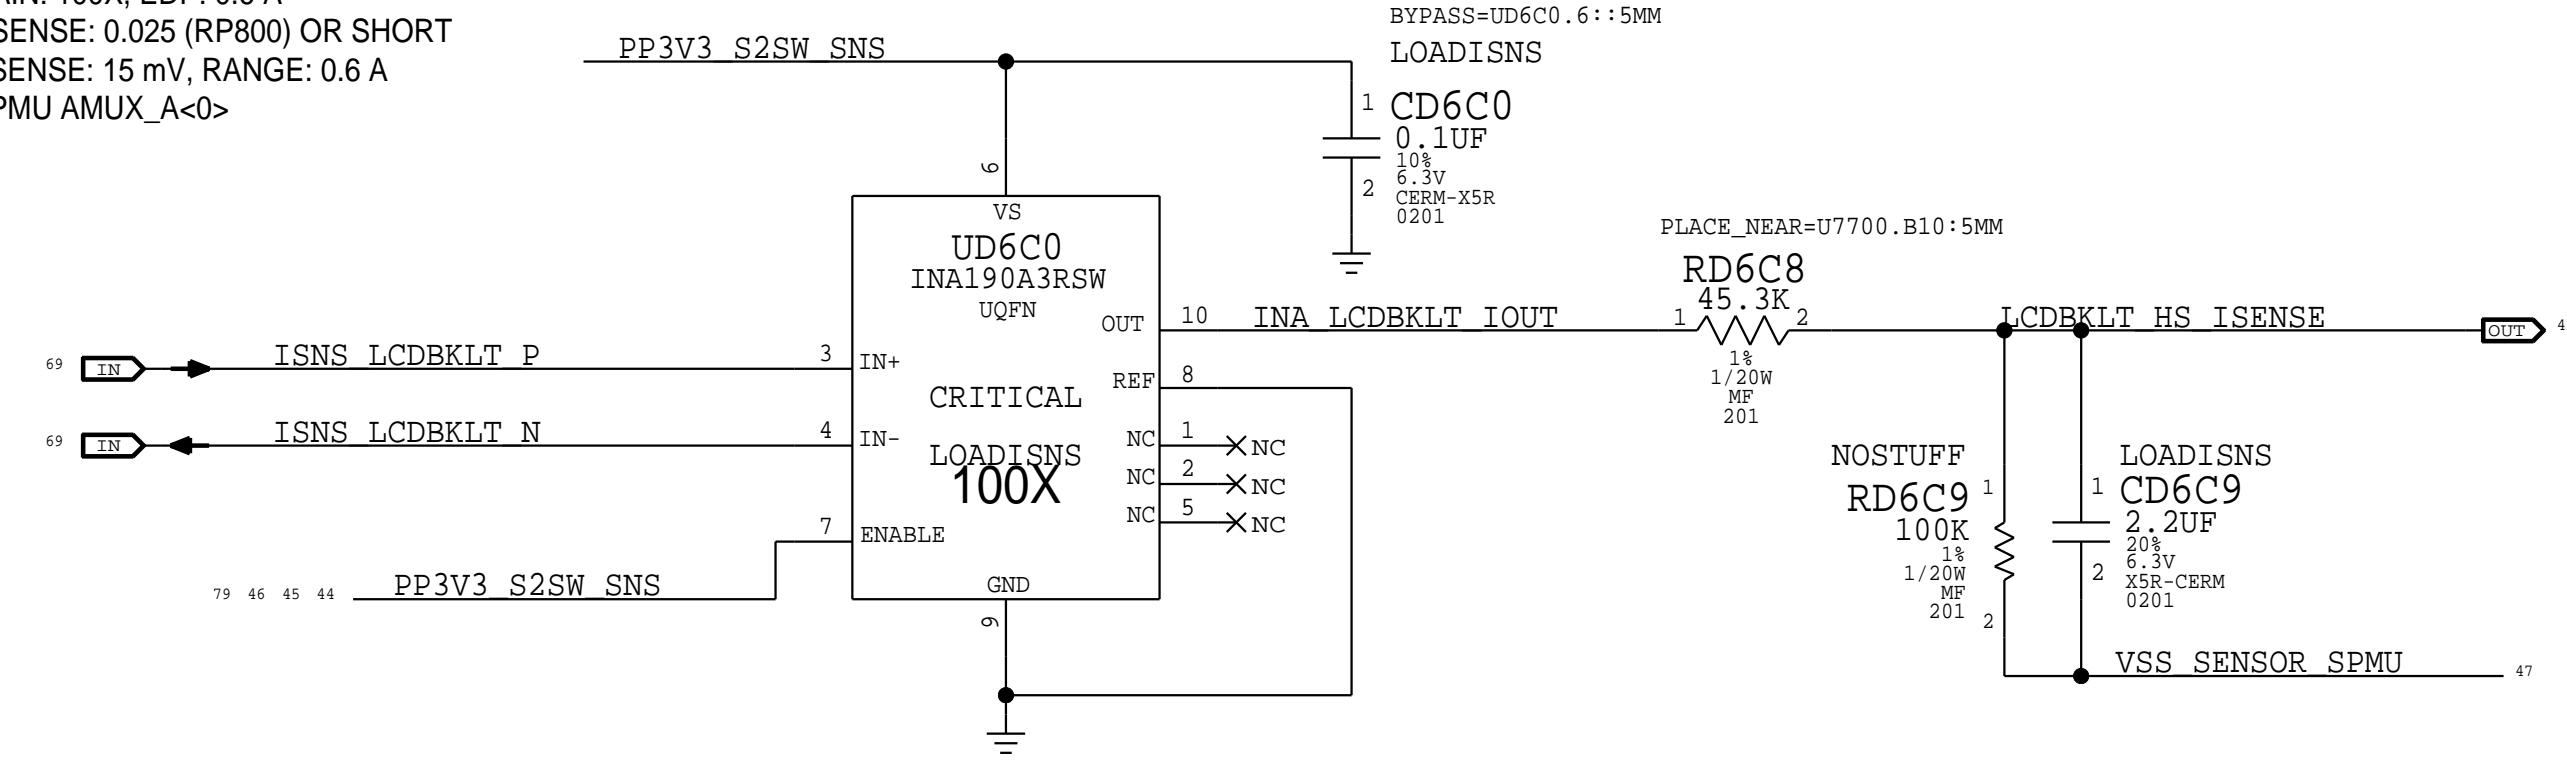 SENSE: 0.025 (RP800) OR SHORT
SENSE: 15 mV, RANGE: 0.6 A
PMU AMUX_A<0>
PP3V3_S2SW_SNS
BYPASS=UD6C0.6::5MM
LOADISNS
1
CD6C0
0.1UF
10%
6.3V
2
CERM-X5R
0201
6
VS
UD6C0
INA190A3RSW
UQFN
PLACE_NEAR=U7700.B10:5MM
RD6C8
45.3K
1
2
1%
1/20W
MF
201
OUT
10
INA_LCDBKLT_IOUT
LCDBKLT_HS_ISENSE
OUT
4
69
IN
ISNS_LCDBKLT_P
3
IN+
REF
8
CRITICAL
69
IN
ISNS_LCDBKLT_N
4
IN-
LOADISNS
100X
NC
1
NC
NC
2
NC
NC
5
NC
7
ENABLE
79 46 45 44
PP3V3_S2SW_SNS
GND
9
NOSTUFF
RD6C9
1
100K
1%
1/20W
MF
201
2
LOADISNS
1
CD6C9
2.2UF
20%
6.3V
2
X5R-CERM
0201
VSS_SENSOR_SPMU
47